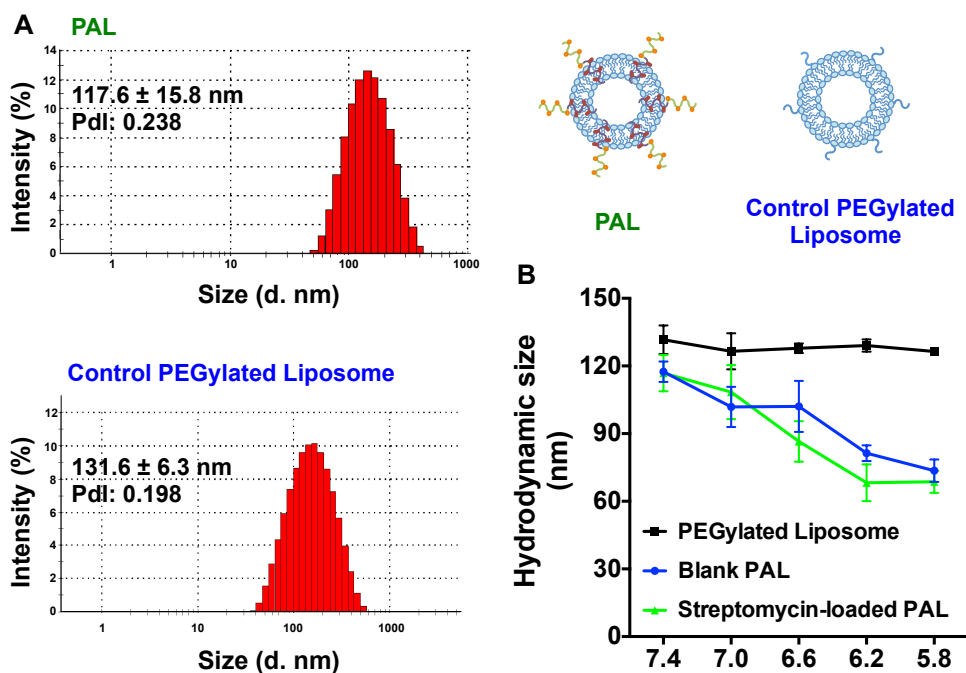 A
PAL
14
12
10
8
6
4
2
0
Intensity (%)
117.6 ± 15.8 nm
PdI: 0.238
1
10
100
1000
Size (d. nm)
Control PEGylated Liposome
12
10
8
6
4
2
0
Intensity (%)
131.6 ± 6.3 nm
PdI: 0.198
1
10
100
1000
Size (d. nm)
PAL
Control PEGylated
Liposome
B
150
120
90
60
30
0
Hydrodynamic size
(nm)
PEGylated Liposome
Blank PAL
Streptomycin-loaded PAL
7.4
7.0
6.6
6.2
5.8